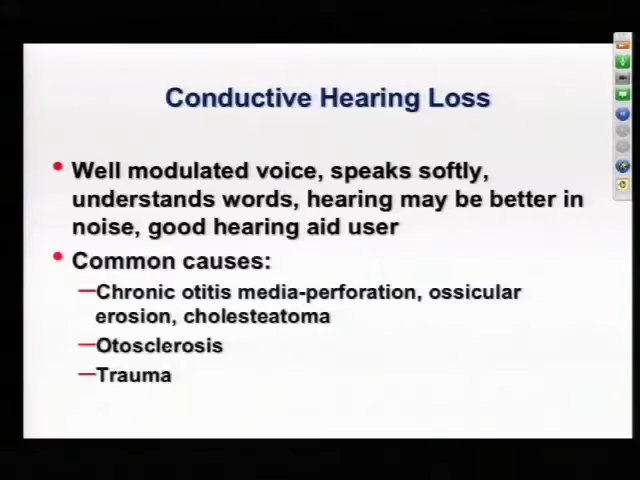 Conductive Hearing Loss
• Well modulated voice, speaks softly,
understands words, hearing may be better in
noise, good hearing aid user
• Common causes:
—Chronic otitis media-perforation, ossicular
erosion, cholesteatoma
—Otosclerosis
—Trauma